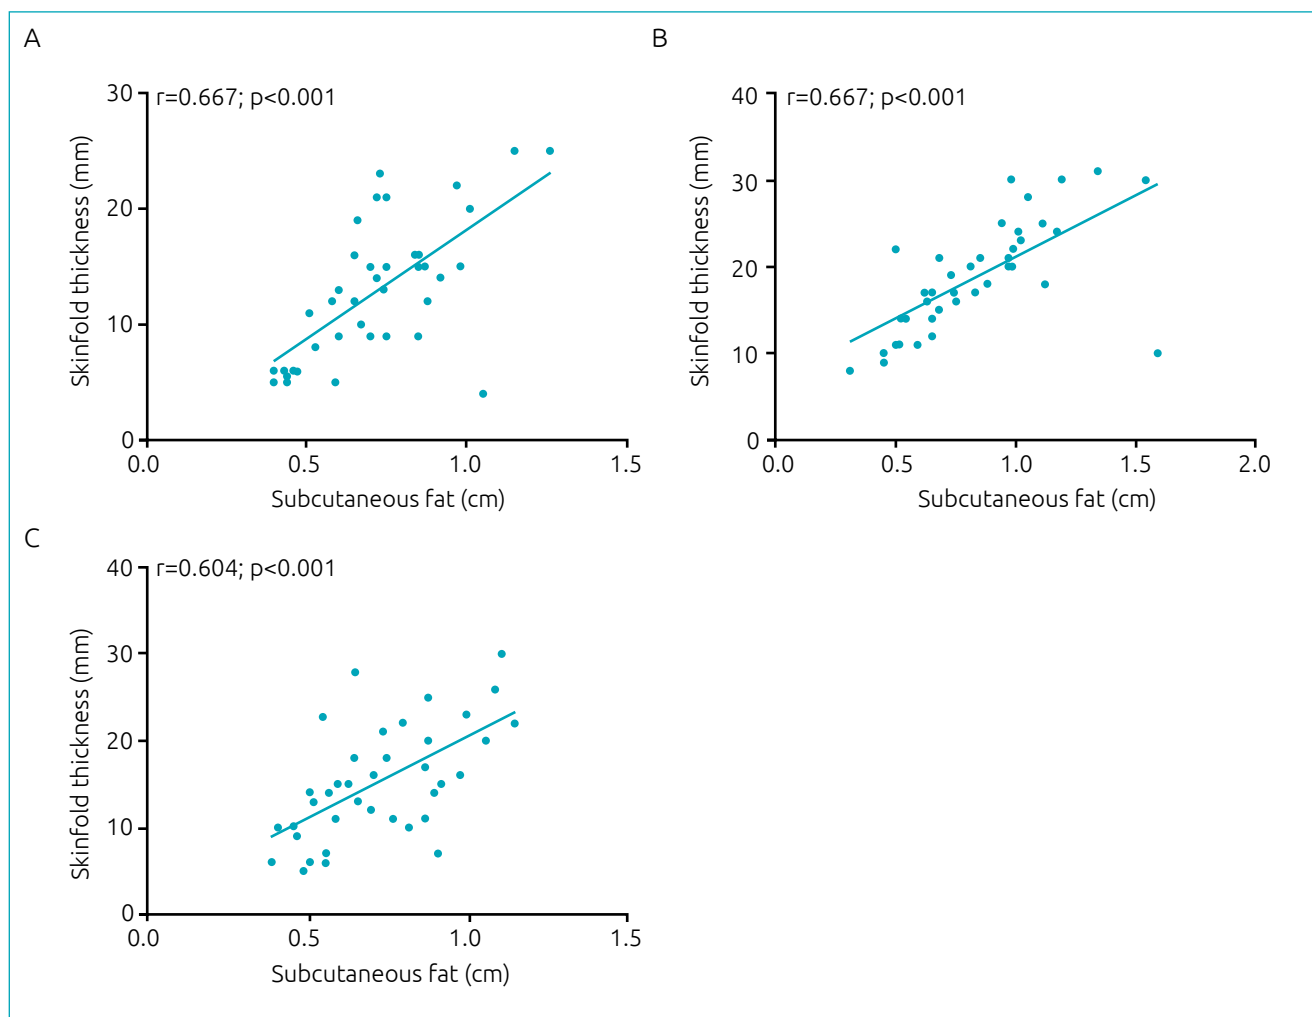 A
r=0.667; p<0.001
30
20
10
0
Skinfold thickness (mm)
0.0 0.5 1.0 1.5
Subcutaneous fat (cm)
B
r=0.667; p<0.001
40
30
20
10
0
Skinfold thickness (mm)
0.0 0.5 1.0 1.5 2.0
Subcutaneous fat (cm)
C
r=0.604; p<0.001
40
30
20
10
0
Skinfold thickness (mm)
0.0 0.5 1.0 1.5
Subcutaneous fat (cm)